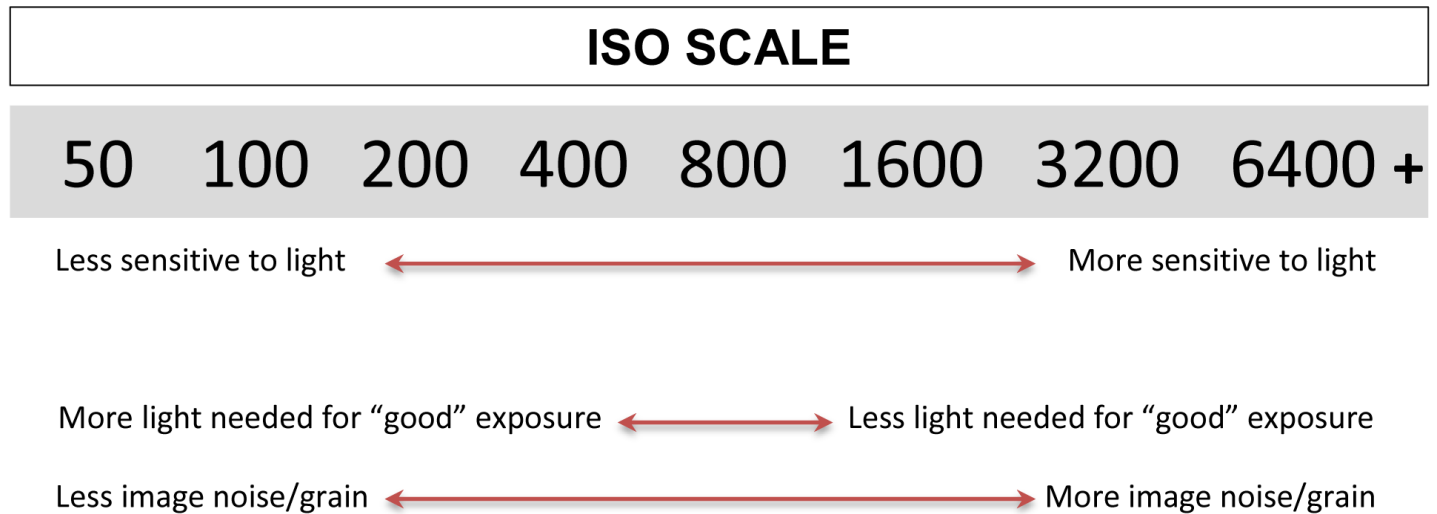 ISO SCALE
50 100 200 400 800 1600 3200 6400 +
Less sensitive to light More sensitive to light
More light needed for “good” exposure Less light needed for “good” exposure
Less image noise/grain More image noise/grain